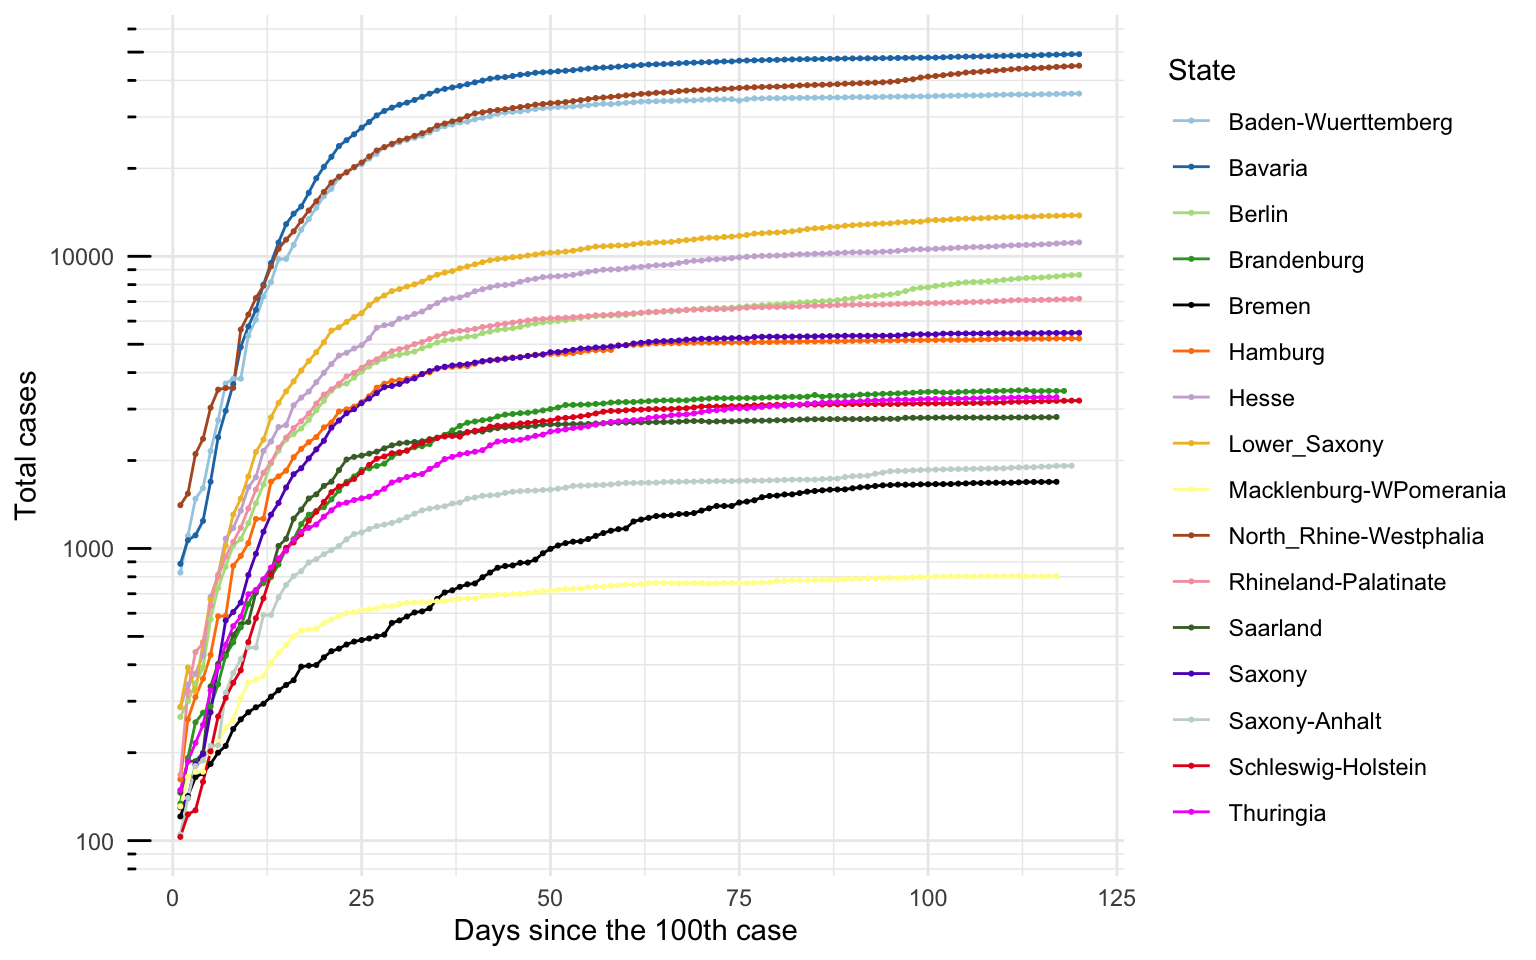 Total cases
10000
1000
100
0 25 50 75 100 125
Days since the 100th case
State
Baden-Wuerttemberg
Bavaria
Berlin
Brandenburg
Bremen
Hamburg
Hesse
Lower_Saxony
Macklenburg-WPomerania
North_Rhine-Westphalia
Rhineland-Palatinate
Saarland
Saxony
Saxony-Anhalt
Schleswig-Holstein
Thuringia